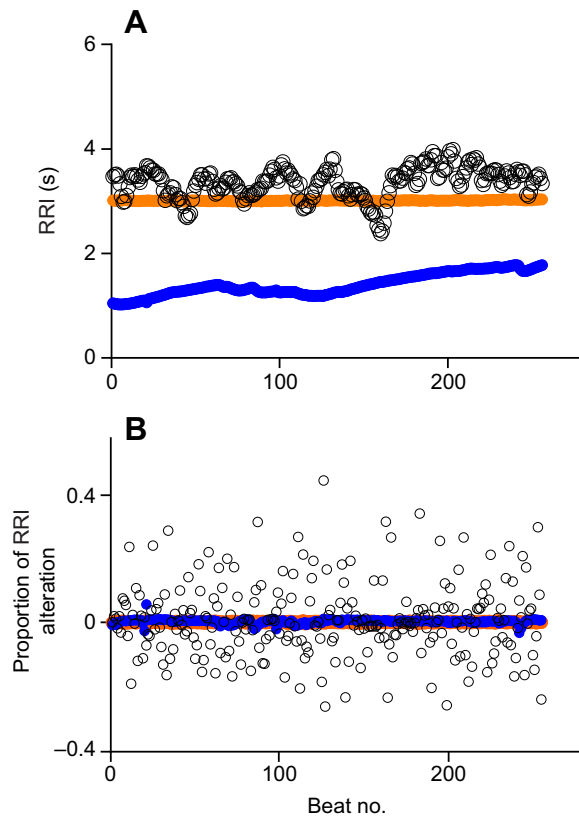 A
6
4
RRI (s)
2
0
0
100
200
B
0.4
Proportion of RRI
alteration
0
–0.4
0
100
200
Beat no.